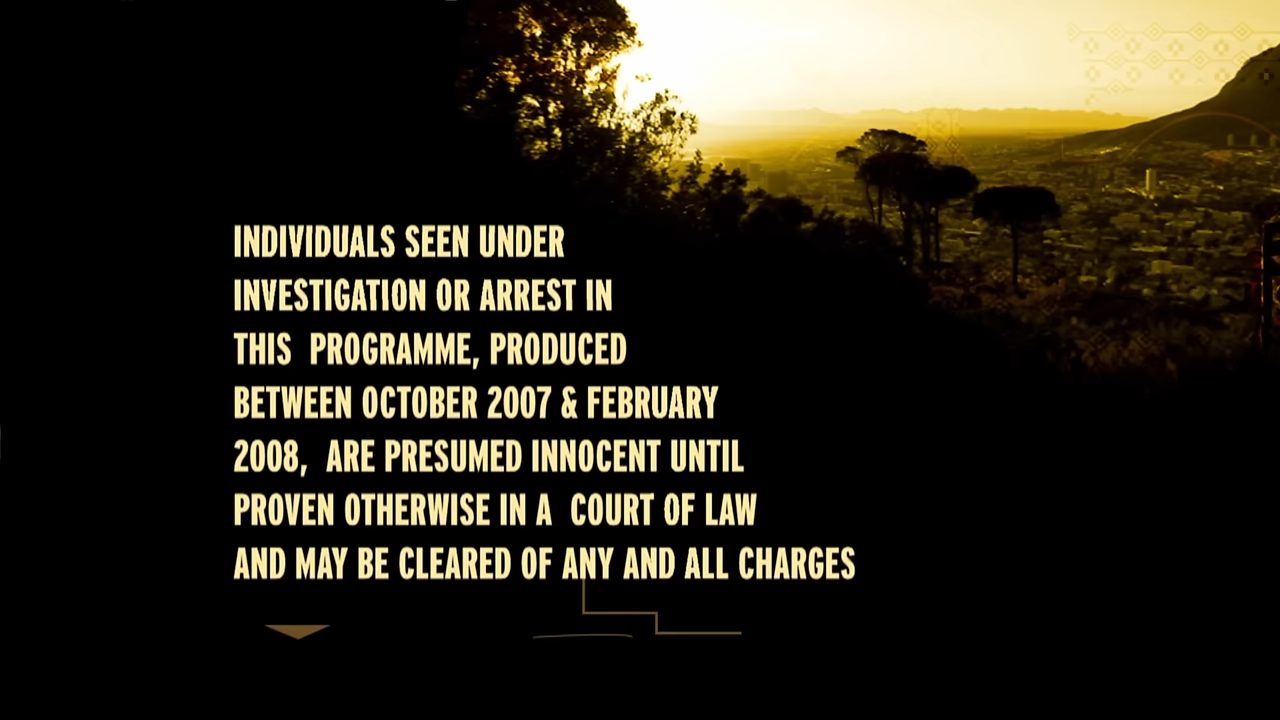 INDIVIDUALS SEEN UNDER
INVESTIGATION OR ARREST IN
THIS  PROGRAMME, PRODUCED
BETWEEN OCTOBER 2007 & FEBRUARY
2008,  ARE PRESUMED INNOCENT UNTIL
PROVEN OTHERWISE IN A  COURT OF LAW
AND MAY BE CLEARED OF ANY AND ALL CHARGES